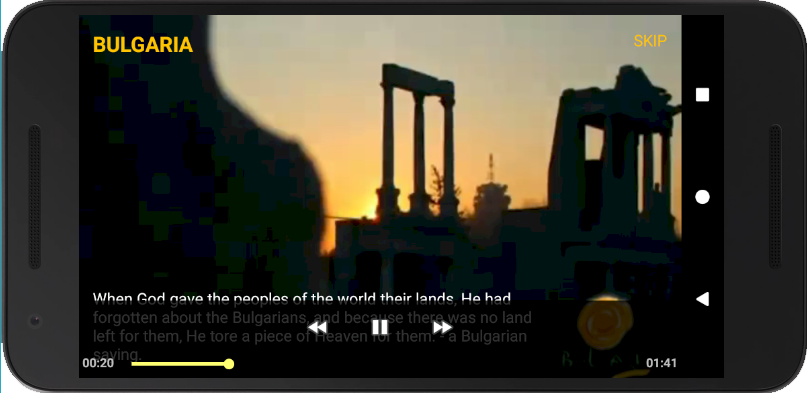 BULGARIA
SKIP
When God gave the peoples of the world their lands, He had
forgotten about the Bulgarians, and because there was no land
left for them, He tore a piece of Heaven for them. - a Bulgarian
saying.
00:20
01:41